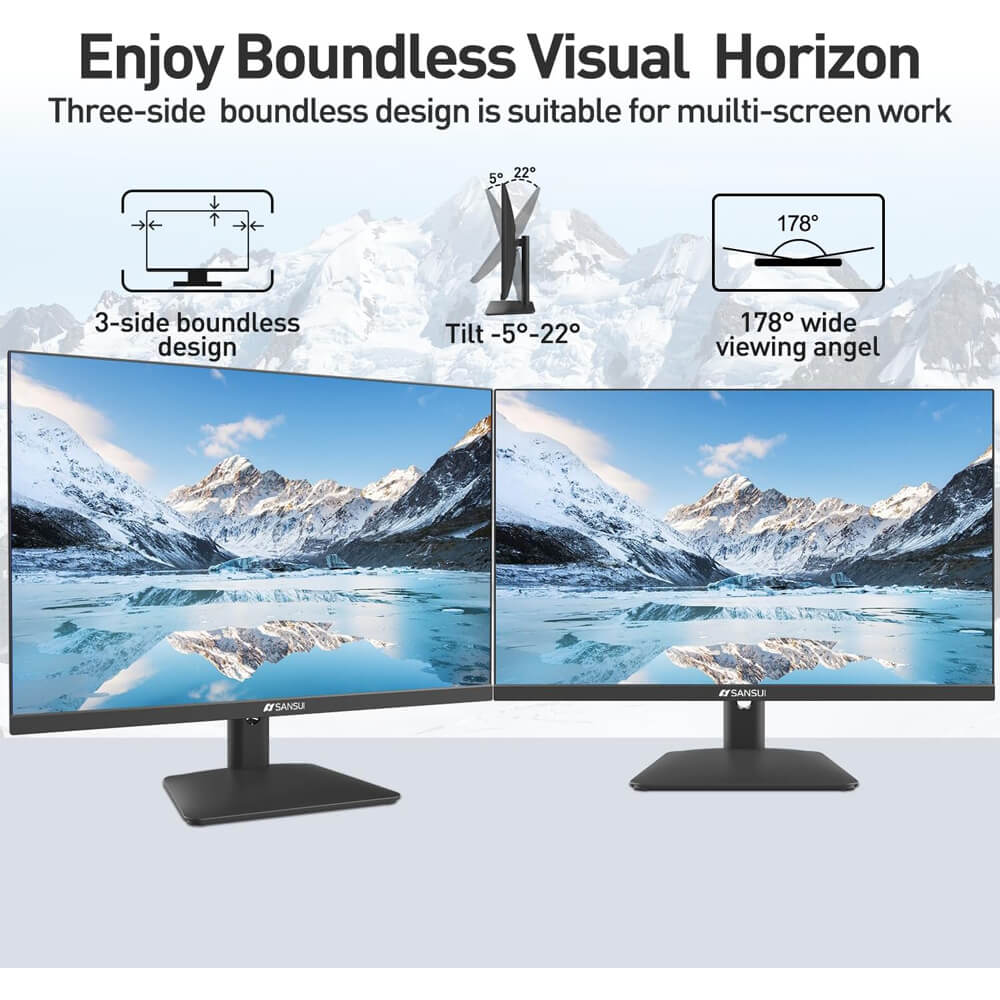 Enjoy Boundless Visual Horizon
Three-side boundless design is suitable for muilti-screen work
5° 22°
178°
3-side boundless
design
Tilt -5°-22°
178° wide
viewing angel
SANSUI
SANSUI